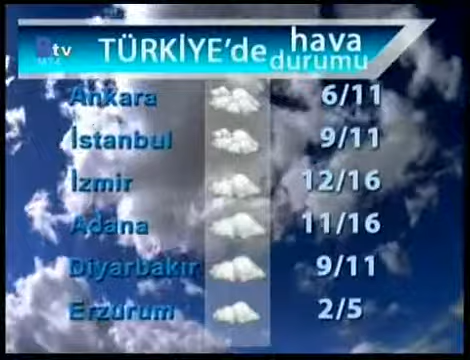 tv
TÜRKİYE'de hava durumu
Ankara 6/11
İstanbul 9/11
İzmir 12/16
Adana 11/16
Diyarbakır 9/11
Erzurum 2/5